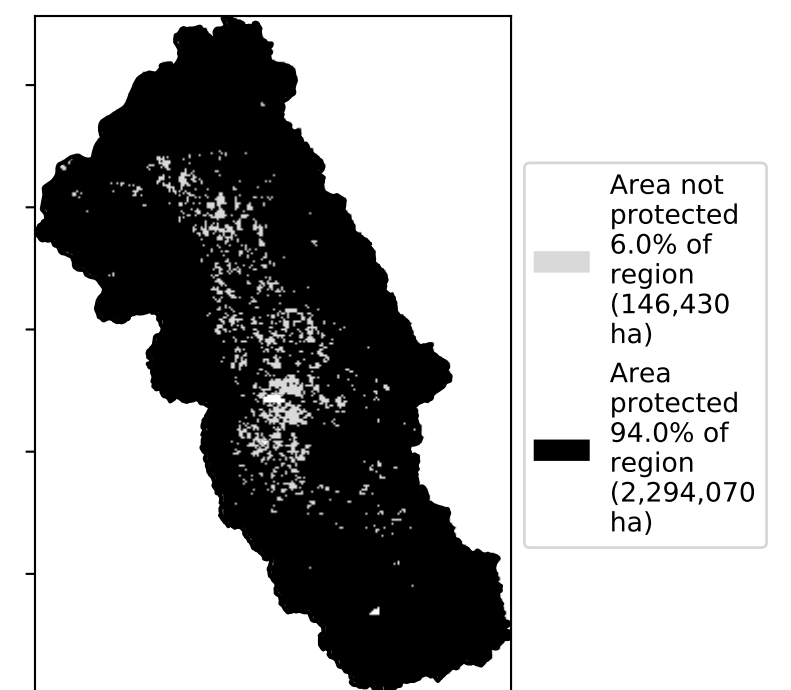 Area not
protected
6.0% of
region
(146,430
ha)
Area
protected
94.0% of
region
(2,294,070
ha)